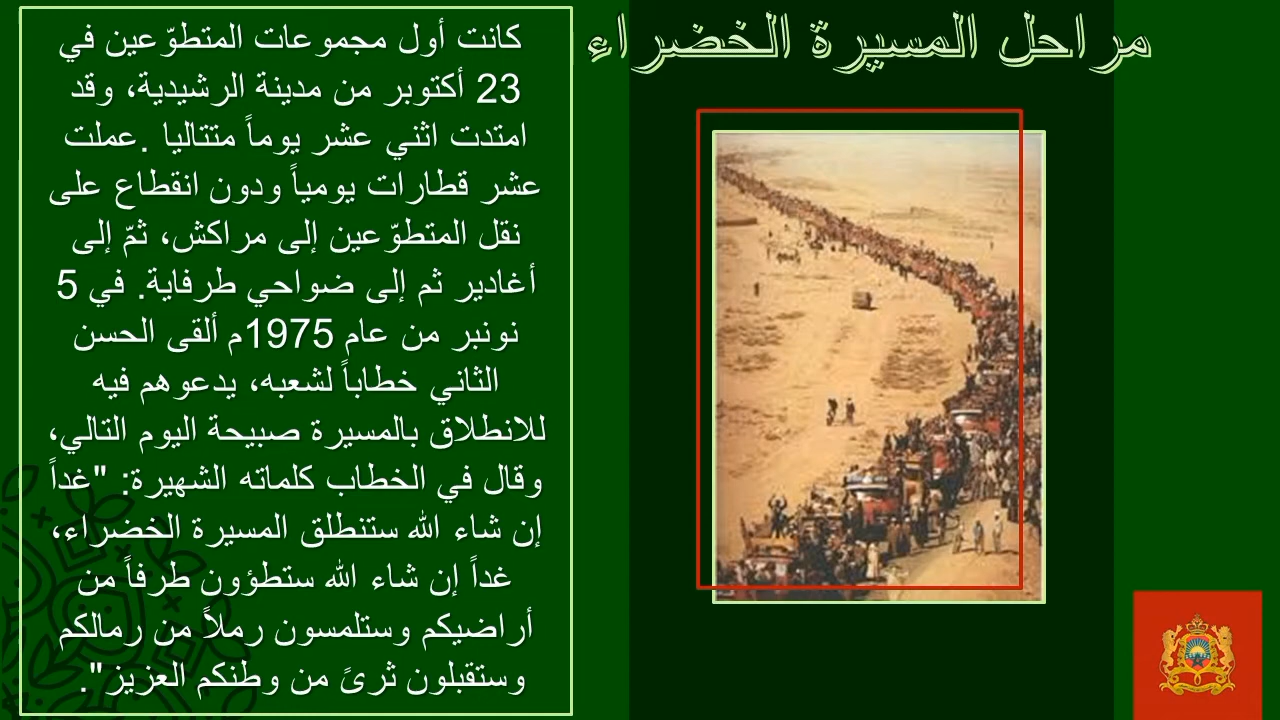 مراحل المسيرة الخضراء
كانت أول مجموعات المتطوّعين في
23 أكتوبر من مدينة الرشيدية، وقد
امتدت اثني عشر يوماً متتاليا .عملت
عشر قطارات يومياً ودون انقطاع على
نقل المتطوّعين إلى مراكش، ثمّ إلى
أغادير ثم إلى ضواحي طرفاية. في 5
نونبر من عام 1975م ألقى الحسن
الثاني خطاباً لشعبه، يدعوهم فيه
للانطلاق بالمسيرة صبيحة اليوم التالي،
وقال في الخطاب كلماته الشهيرة: "غداً
إن شاء الله ستنطلق المسيرة الخضراء،
غداً إن شاء الله ستطؤون طرفاً من
أراضيكم وستلمسون رملاً من رمالكم
وستقبلون ثرىً من وطنكم العزيز".